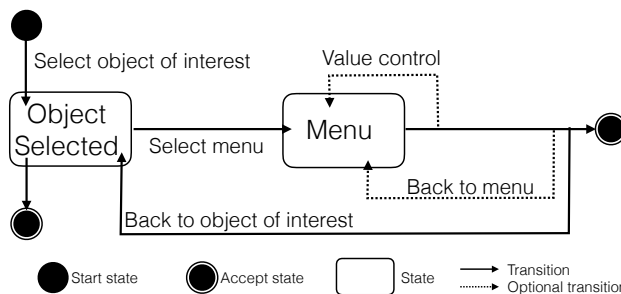 Select object of interest
Value control
Object
Selected
Menu
Select menu
Back to menu
Back to object of interest
Start state
Accept state
State
Transition
Optional transition